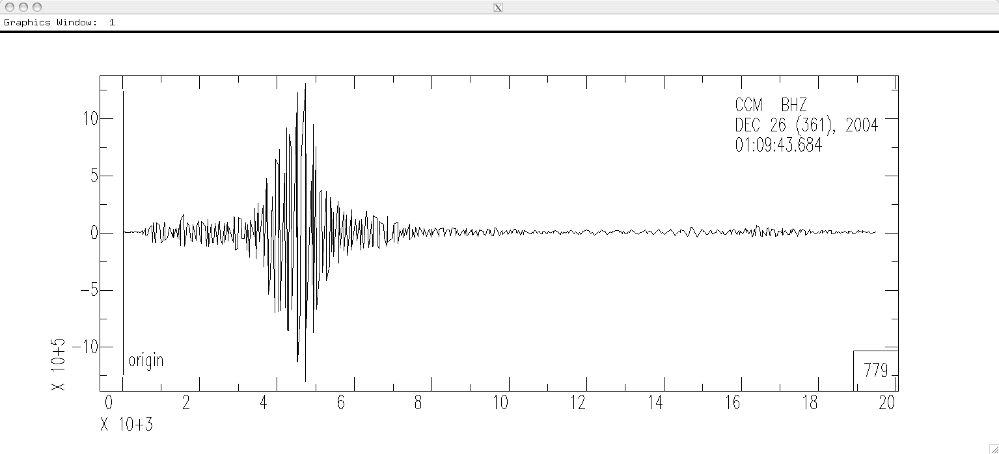 X
Graphics Window: 1
CCM BHZ
DEC 26 (361), 2004
01:09:43.684
10
5
0
−5
−10
X 10+5
origin
779
0 2 4 6 8 10 12 14 16 18 20
X 10+3